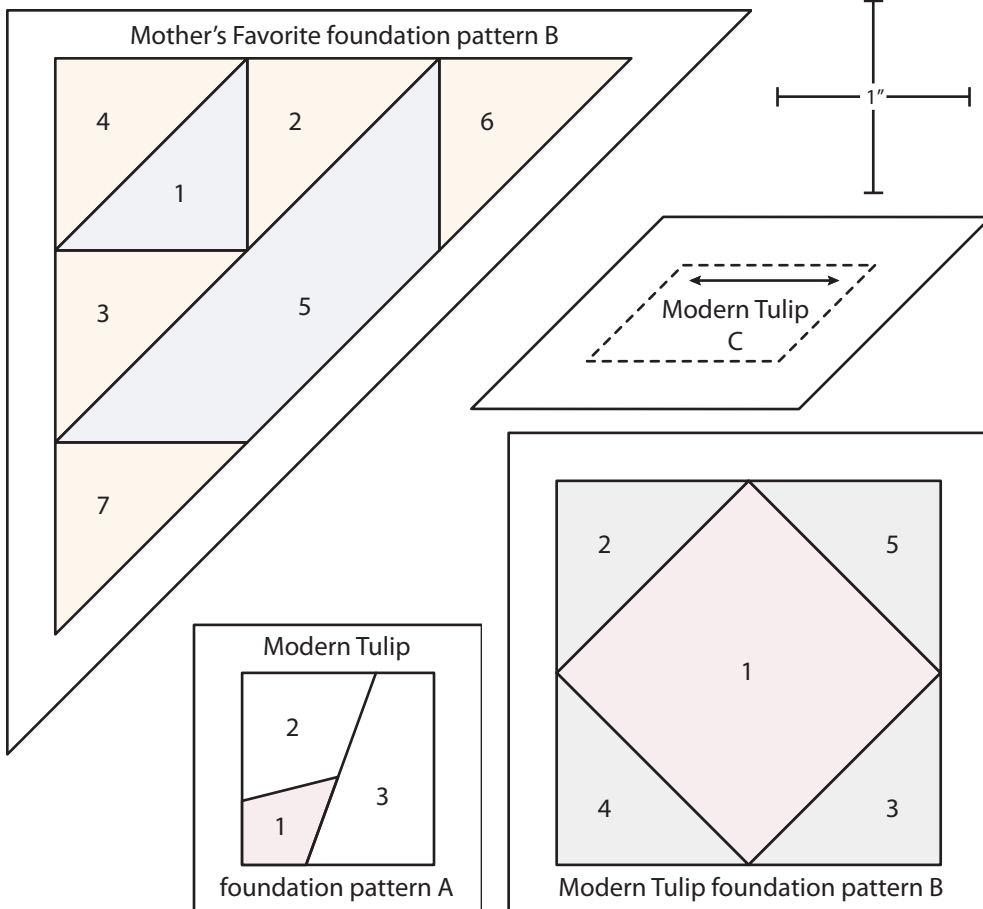 Mother’s Favorite foundation pattern B
4
2
6
1
3
5
7
1″
Modern Tulip
C
Modern Tulip
2
3
1
foundation pattern A
2
5
1
4
3
Modern Tulip foundation pattern B